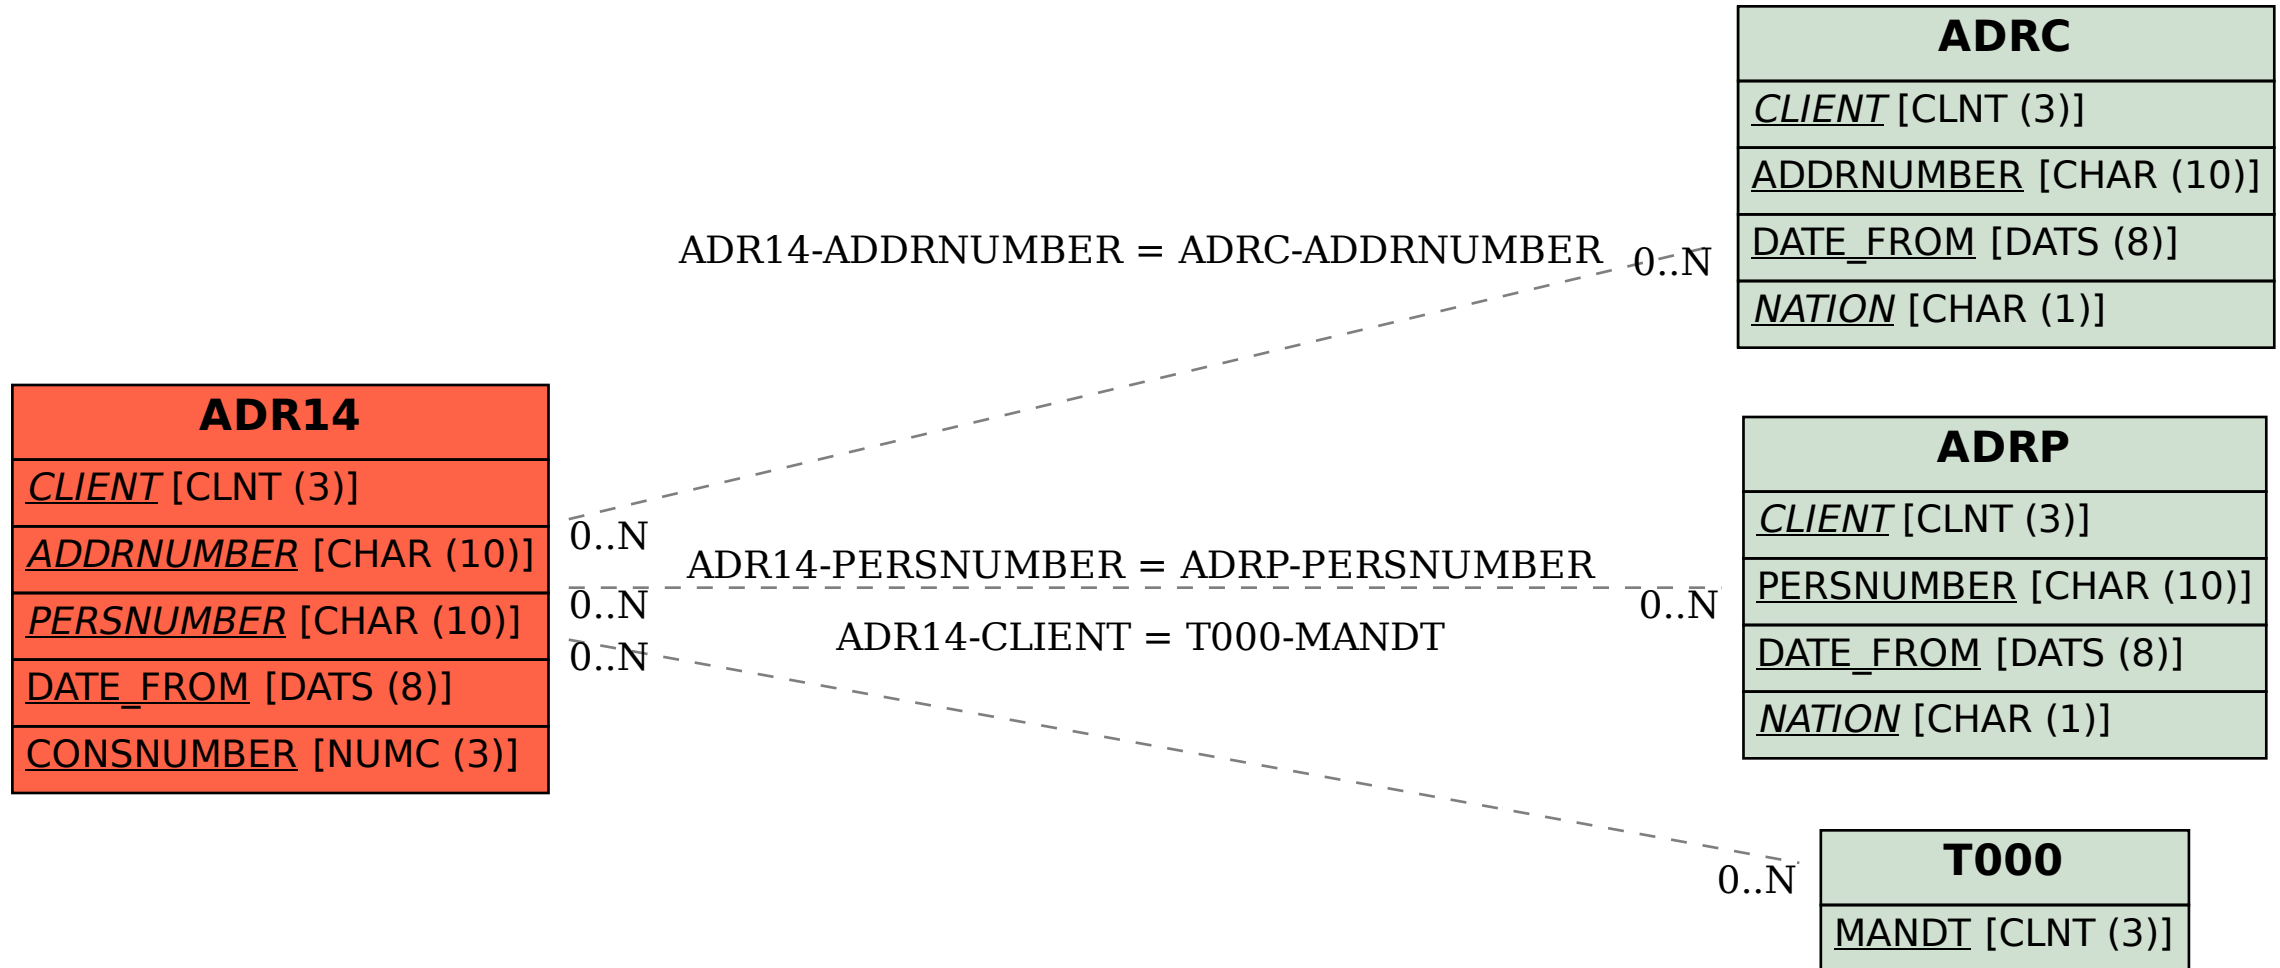 ADRC
CLIENT [CLNT (3)]
ADDRNUMBER [CHAR (10)]
DATE_FROM [DATS (8)]
NATION [CHAR (1)]
ADR14-ADDRNUMBER = ADRC-ADDRNUMBER
0..N
ADR14
CLIENT [CLNT (3)]
ADDRNUMBER [CHAR (10)]
PERSNUMBER [CHAR (10)]
DATE_FROM [DATS (8)]
CONSNUMBER [NUMC (3)]
0..N
ADR14-PERSNUMBER = ADRP-PERSNUMBER
0..N
0..N
ADR14-CLIENT = T000-MANDT
0..N
ADRP
CLIENT [CLNT (3)]
PERSNUMBER [CHAR (10)]
DATE_FROM [DATS (8)]
NATION [CHAR (1)]
0..N
T000
MANDT [CLNT (3)]